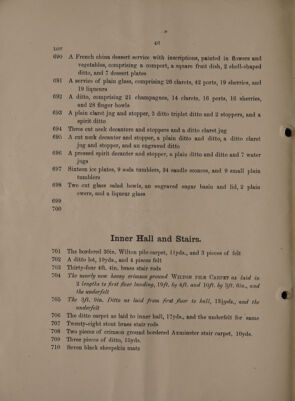 46
LOT
690 A French china dessert service with inscriptions, painted in flowers and
vegetables, comprising a compert, a square fruit dish, 2 shell-shaped
ditto, and 7 dessert plates
691 A service of plain glass, comprising 26 clarets, 42 ports, 19 sherries, and
19 liqueurs
692 A ditto, comprising 21 champagnes, 14 clarets, 16 ports, 16 sherries,
and 28 finger bowls
693 A plain claret jug and stopper, 2 ditto triplet ditto and 2 stoppers, and a
spirit ditto
694 Three cut neck decanters and stoppers and a ditto claret jug
695 A cut neck decanter and stopper, a plain ditto and ditto, a ditto claret
jug and stopper, and an engraved ditto
696 A pressed spirit decanter and stopper, a plain ditto and ditto and 7 water
jugs
697 Sixteen ice plates, 9 soda tumblers, 34 candle sconces, and 9 small plain
tumblers
698 Two cut glass salad bowls, an engraved sugar basin and lid, 2 plain
ewers, and a liqueur glass
699
700
Inner Hall and Stairs.
701 The bordered 36in. Wilton pile carpet, 14yds., and 3 pieces of felt
702 A ditto lot, 19yds., and 4 pieces felt
703 Thirty-four 4ft. 4in. brass stair rods
704 The nearly new heavy crimson ground WILTON PILE CARPET as laid in
2 lengths to first floor landing, 19ft. by 4ft. and 10ft. by 3ft. 6in., and
the underfelt
705 The 3ft. 9in. Ditto as laid from first floor to hall, 13½yds., and the
underfelt
706 The ditto carpet as laid to inner hall, 17yds., and the underfelt for same
707 Twenty-eight stout brass stair rods
708 Two pieces of crimson ground bordered Axminster stair carpet, 10yds.
709 Three pieces of ditto, 15yds.
710 Seven black sheepskin mats